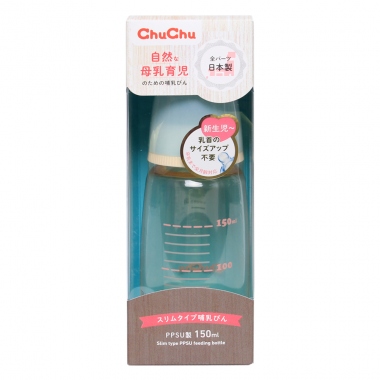 ChuChu
自然な
母乳育児
のための哺乳びん
全パーツ
日本製
新生児〜
乳首の
サイズアップ
不要
150ml
100
スリムタイプ哺乳びん
PPSU製 150ml
Slim type PPSU feeding bottle